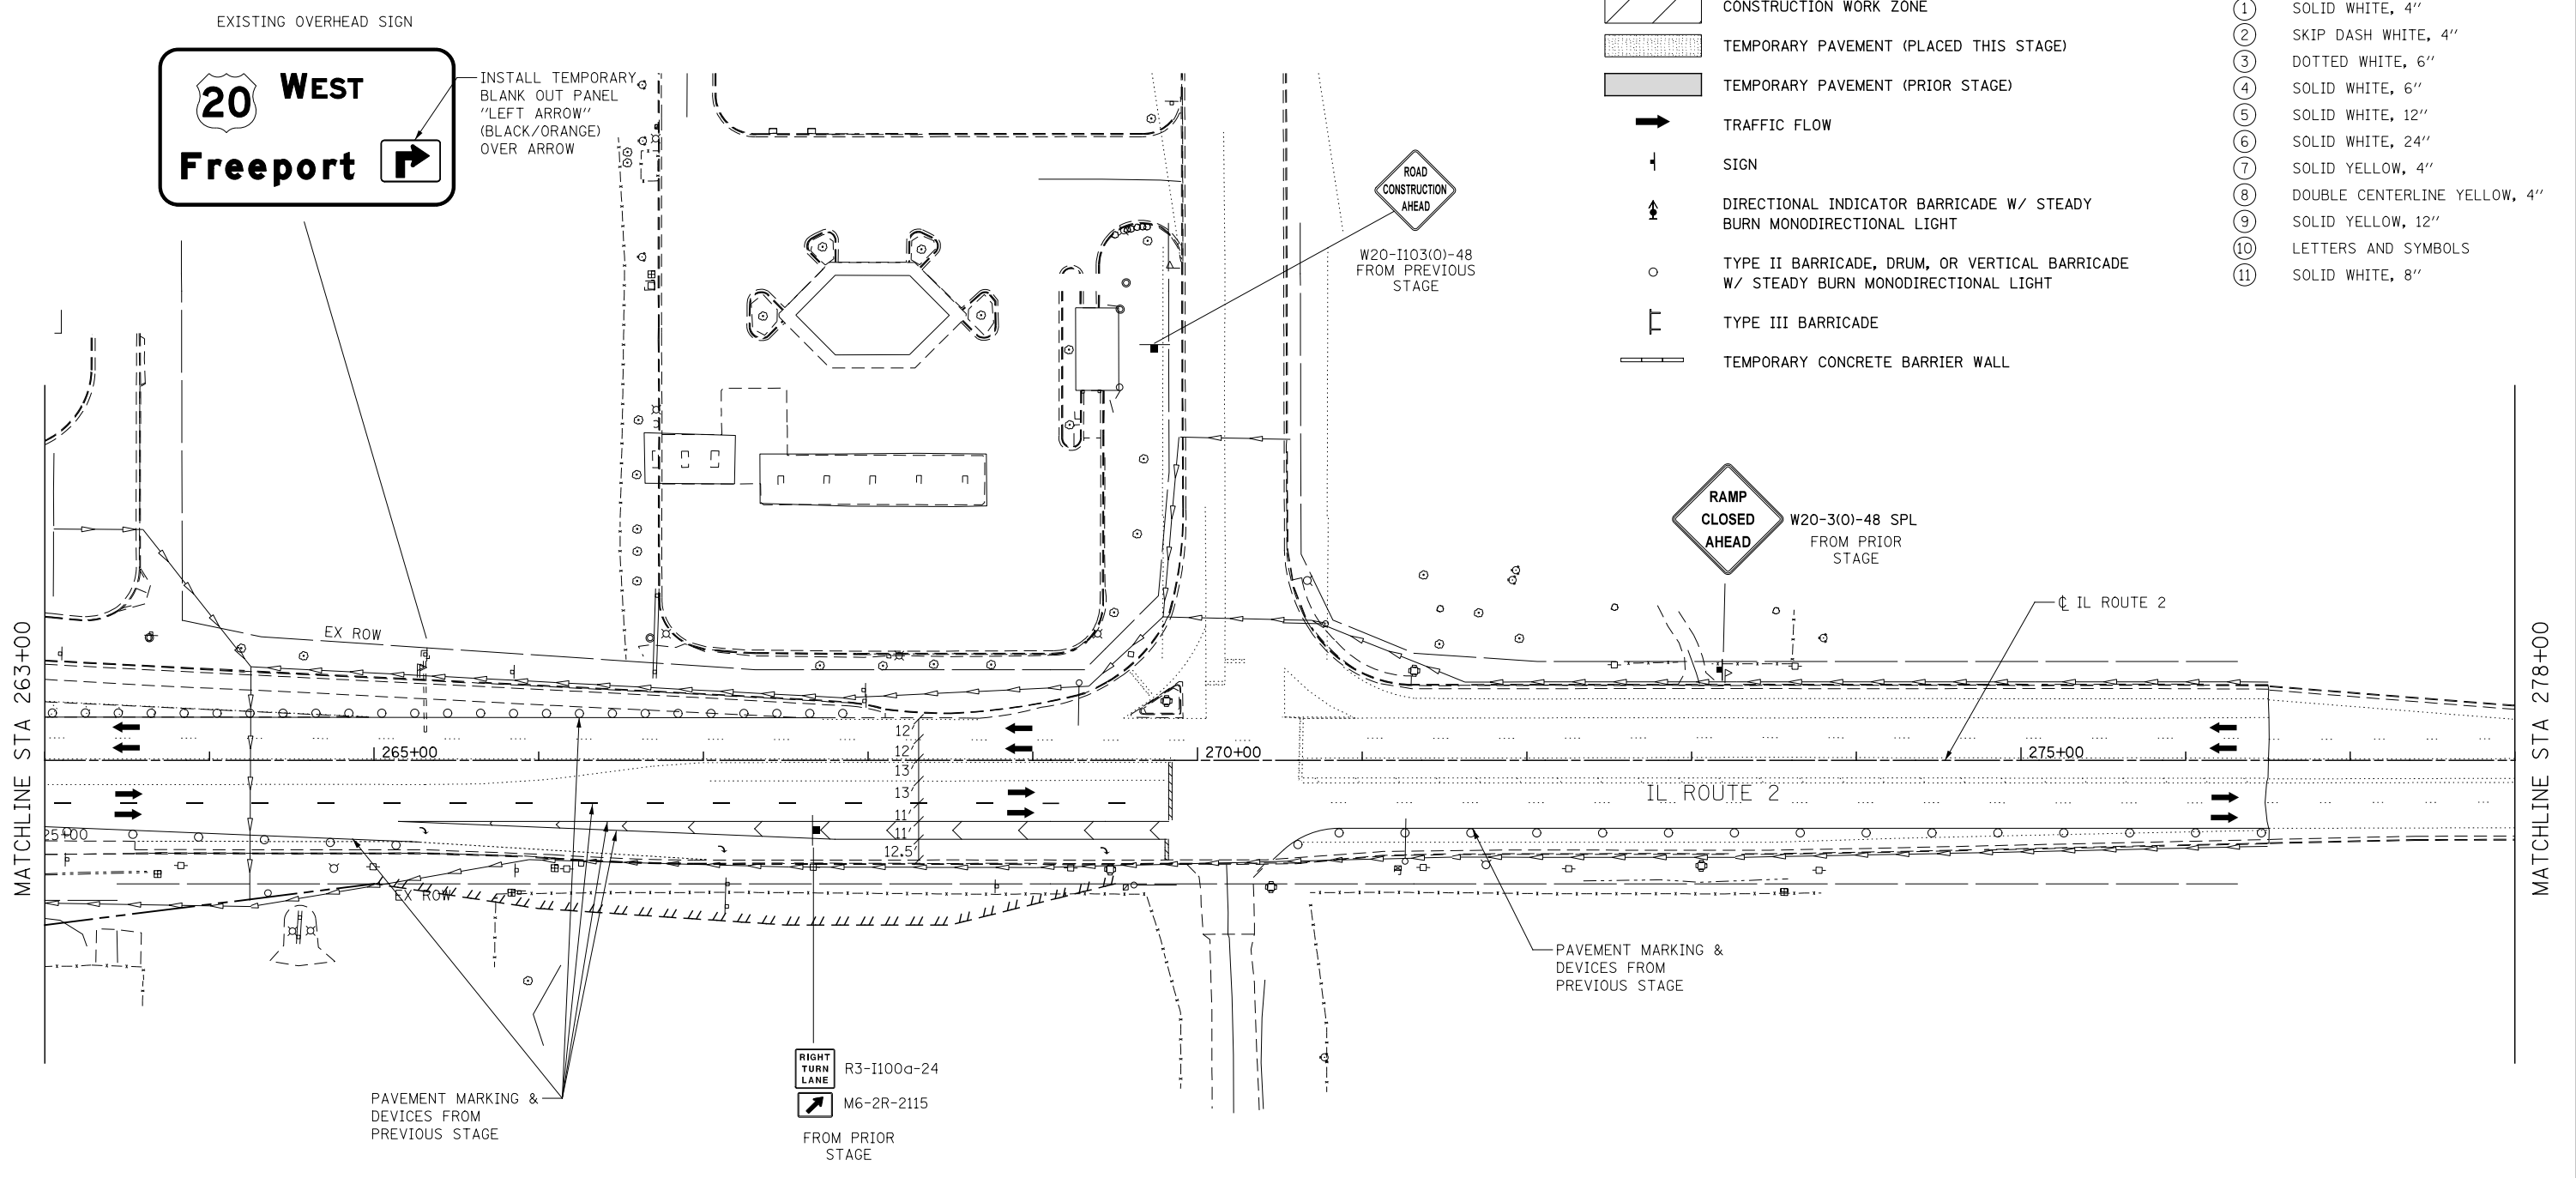 EXISTING OVERHEAD SIGN
20 WEST
Freeport
INSTALL TEMPORARY
BLANK OUT PANEL
"LEFT ARROW"
(BLACK/ORANGE)
OVER ARROW
ROAD
CONSTRUCTION
AHEAD
W20-I103(O)-48
FROM PREVIOUS
STAGE
CONSTRUCTION WORK ZONE
TEMPORARY PAVEMENT (PLACED THIS STAGE)
TEMPORARY PAVEMENT (PRIOR STAGE)
TRAFFIC FLOW
SIGN
DIRECTIONAL INDICATOR BARRICADE W/ STEADY
BURN MONODIRECTIONAL LIGHT
TYPE II BARRICADE, DRUM, OR VERTICAL BARRICADE
W/ STEADY BURN MONODIRECTIONAL LIGHT
TYPE III BARRICADE
TEMPORARY CONCRETE BARRIER WALL
1 SOLID WHITE, 4"
2 SKIP DASH WHITE, 4"
3 DOTTED WHITE, 6"
4 SOLID WHITE, 6"
5 SOLID WHITE, 12"
6 SOLID WHITE, 24"
7 SOLID YELLOW, 4"
8 DOUBLE CENTERLINE YELLOW, 4"
9 SOLID YELLOW, 12"
10 LETTERS AND SYMBOLS
11 SOLID WHITE, 8"
RAMP
CLOSED
AHEAD
W20-3(O)-48 SPL
FROM PRIOR
STAGE
℄ IL ROUTE 2
EX ROW
MATCHLINE STA 263+00
MATCHLINE STA 278+00
265+00
270+00
275+00
12'
12'
13'
13'
11'
11'
12.5'
IL ROUTE 2
25+00
EX ROW
PAVEMENT MARKING &
DEVICES FROM
PREVIOUS STAGE
PAVEMENT MARKING &
DEVICES FROM
PREVIOUS STAGE
RIGHT
TURN
LANE
R3-I100a-24
M6-2R-2115
FROM PRIOR
STAGE